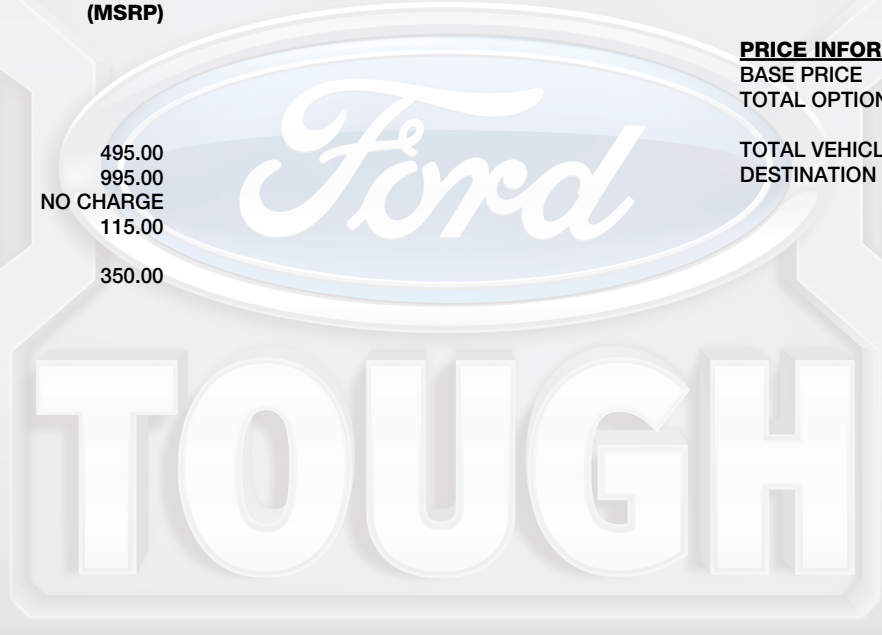 (MSRP)
495.00
995.00
NO CHARGE
115.00
350.00
PRICE INFOR
BASE PRICE
TOTAL OPTION
TOTAL VEHICL
DESTINATION
Ford
TOUGH